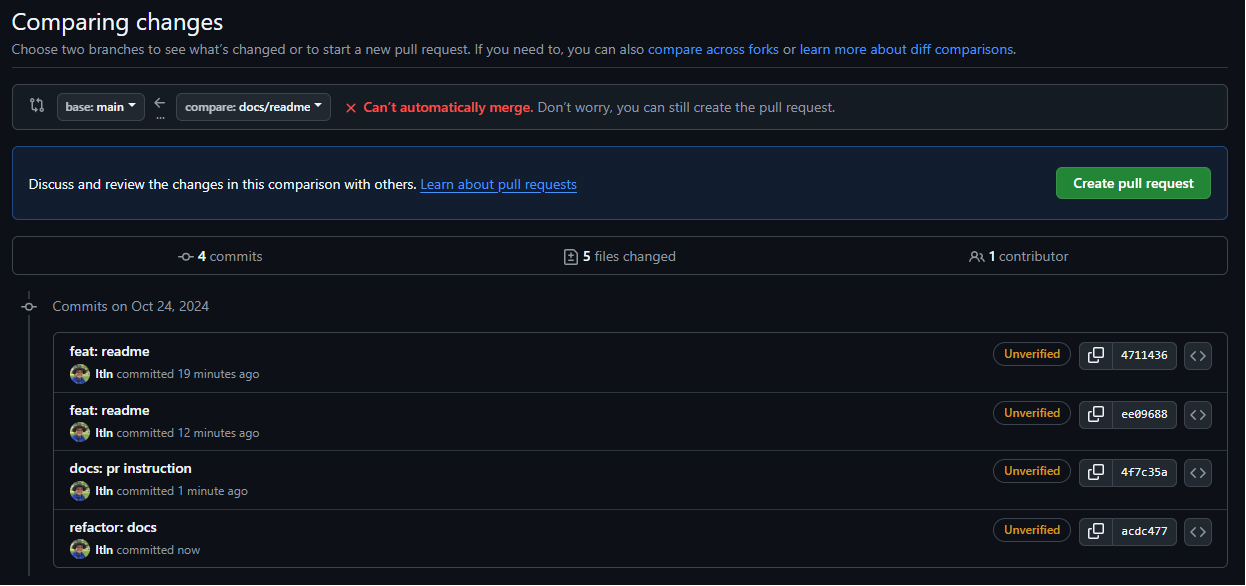 Comparing changes
Choose two branches to see what's changed or to start a new pull request. If you need to, you can also compare across forks or learn more about diff comparisons.
base: main ... compare: docs/readme Can't automatically merge. Don't worry, you can still create the pull request.
Discuss and review the changes in this comparison with others. Learn about pull requests Create pull request
4 commits 5 files changed 1 contributor
Commits on Oct 24, 2024
feat: readme
ltln committed 19 minutes ago Unverified 4711436
feat: readme
ltln committed 12 minutes ago Unverified ee09688
docs: pr instruction
ltln committed 1 minute ago Unverified 4f7c35a
refactor: docs
ltln committed now Unverified acdc477